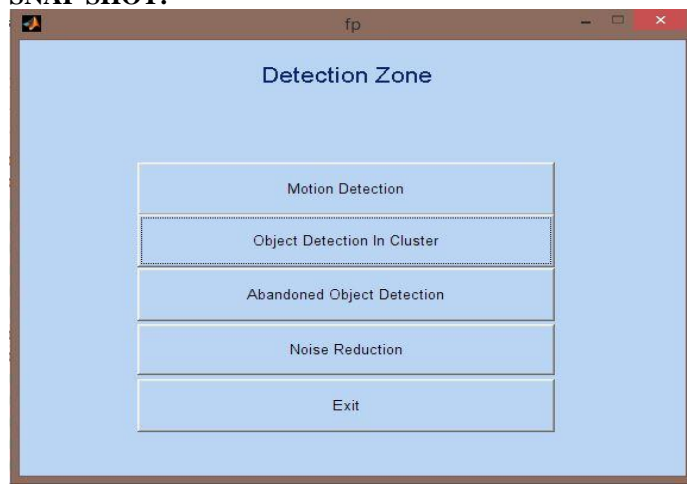 SNAP SHOT:
fp
Detection Zone
Motion Detection
Object Detection In Cluster
Abandoned Object Detection
Noise Reduction
Exit